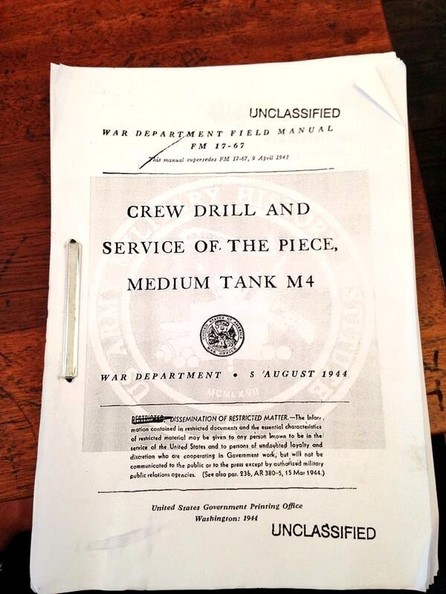 UNCLASSIFIED
WAR DEPARTMENT FIELD MANUAL
FM 17-67
This manual supersedes FM 17-67, 9 April 1943
CREW DRILL AND
SERVICE OF THE PIECE,
MEDIUM TANK M4
WAR DEPARTMENT • 5 AUGUST 1944
RESTRICTED. DISSEMINATION OF RESTRICTED MATTER.—The infor-
mation contained in restricted documents and the essential characteristics
of restricted material may be given to any person known to be in the
service of the United States and to persons of undoubted loyalty and
discretion who are cooperating in Government work, but will not be
communicated to the public or to the press except by authorized military
public relations agencies. (See also par. 23b, AR 380-5, 15 Mar 1944.)
United States Government Printing Office
Washington: 1944
UNCLASSIFIED